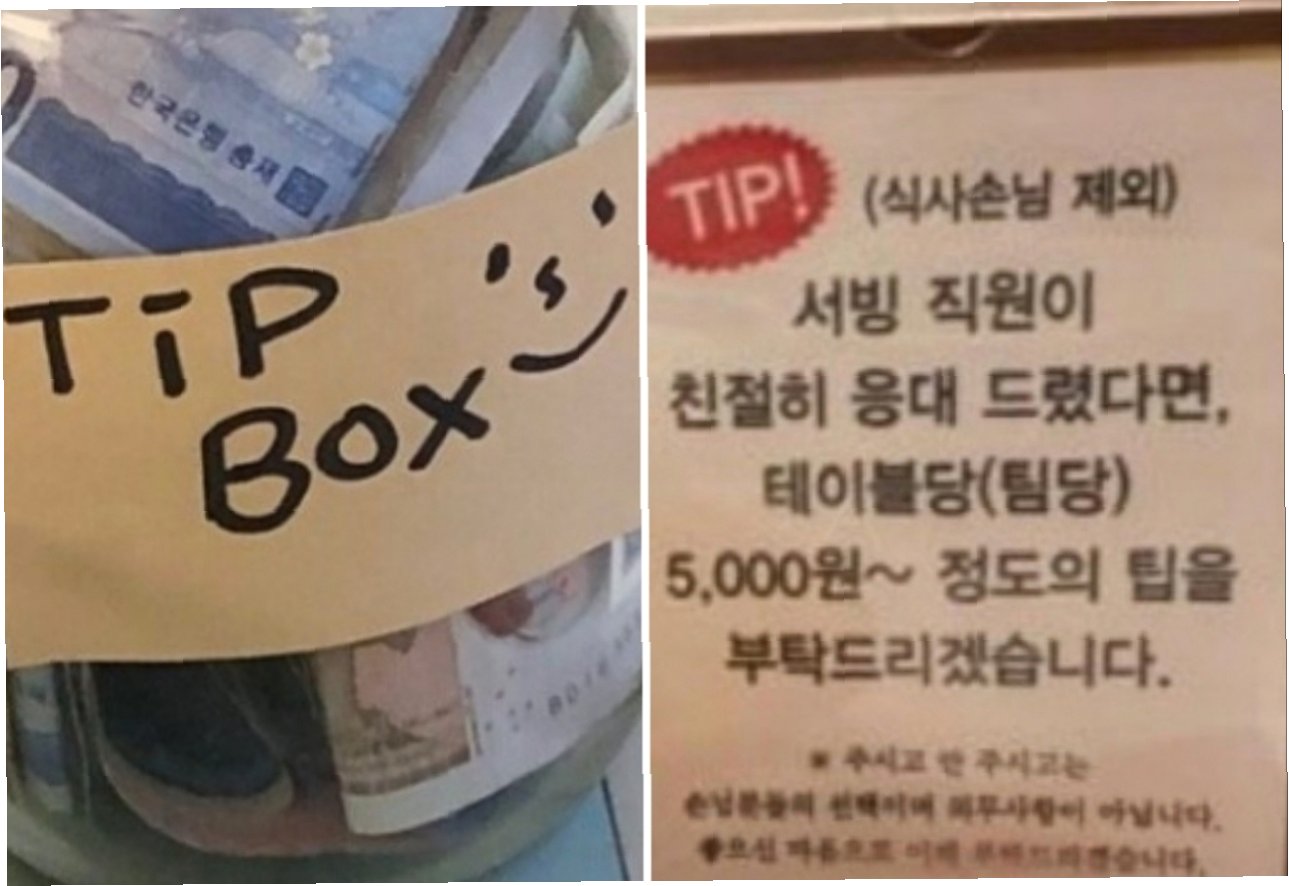 한국은행 총재
TiP
BOX
TIP! (식사손님 제외)
서빙 직원이
친절히 응대 드렸다면,
테이블당(팀당)
5,000원~ 정도의 팁을
부탁드리겠습니다.
※ 주시고 안 주시고는
손님분들의 선택이며 의무사항이 아닙니다.
좋으신 마음으로 이해 부탁드리겠습니다.